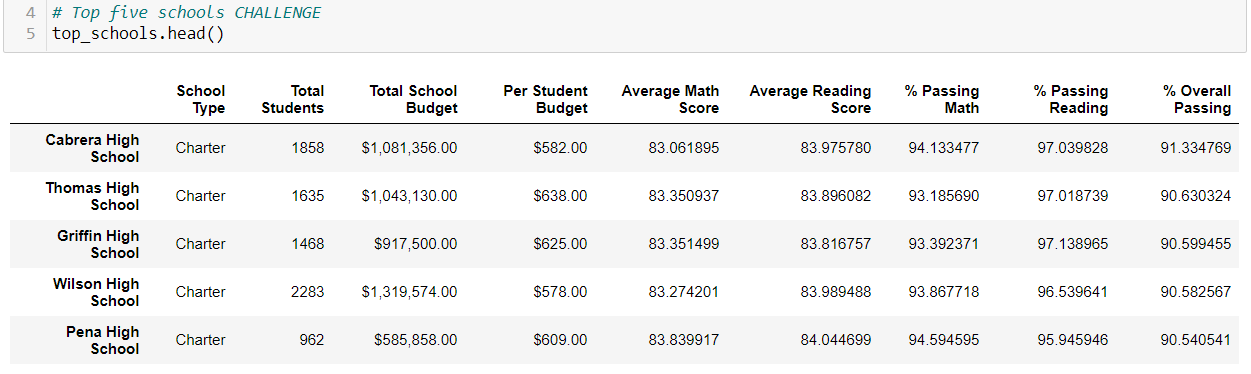 4 # Top five schools CHALLENGE
5 top_schools.head()
School Type Total Students Total School Budget Per Student Budget Average Math Score Average Reading Score % Passing Math % Passing Reading % Overall Passing
Cabrera High School Charter 1858 $1,081,356.00 $582.00 83.061895 83.975780 94.133477 97.039828 91.334769
Thomas High School Charter 1635 $1,043,130.00 $638.00 83.350937 83.896082 93.185690 97.018739 90.630324
Griffin High School Charter 1468 $917,500.00 $625.00 83.351499 83.816757 93.392371 97.138965 90.599455
Wilson High School Charter 2283 $1,319,574.00 $578.00 83.274201 83.989488 93.867718 96.539641 90.582567
Pena High School Charter 962 $585,858.00 $609.00 83.839917 84.044699 94.594595 95.945946 90.540541